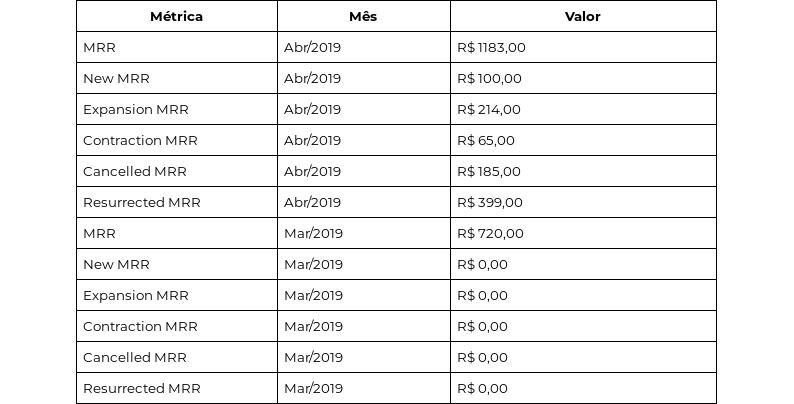 Métrica Mês Valor
MRR Abr/2019 R$ 1183,00
New MRR Abr/2019 R$ 100,00
Expansion MRR Abr/2019 R$ 214,00
Contraction MRR Abr/2019 R$ 65,00
Cancelled MRR Abr/2019 R$ 185,00
Resurrected MRR Abr/2019 R$ 399,00
MRR Mar/2019 R$ 720,00
New MRR Mar/2019 R$ 0,00
Expansion MRR Mar/2019 R$ 0,00
Contraction MRR Mar/2019 R$ 0,00
Cancelled MRR Mar/2019 R$ 0,00
Resurrected MRR Mar/2019 R$ 0,00